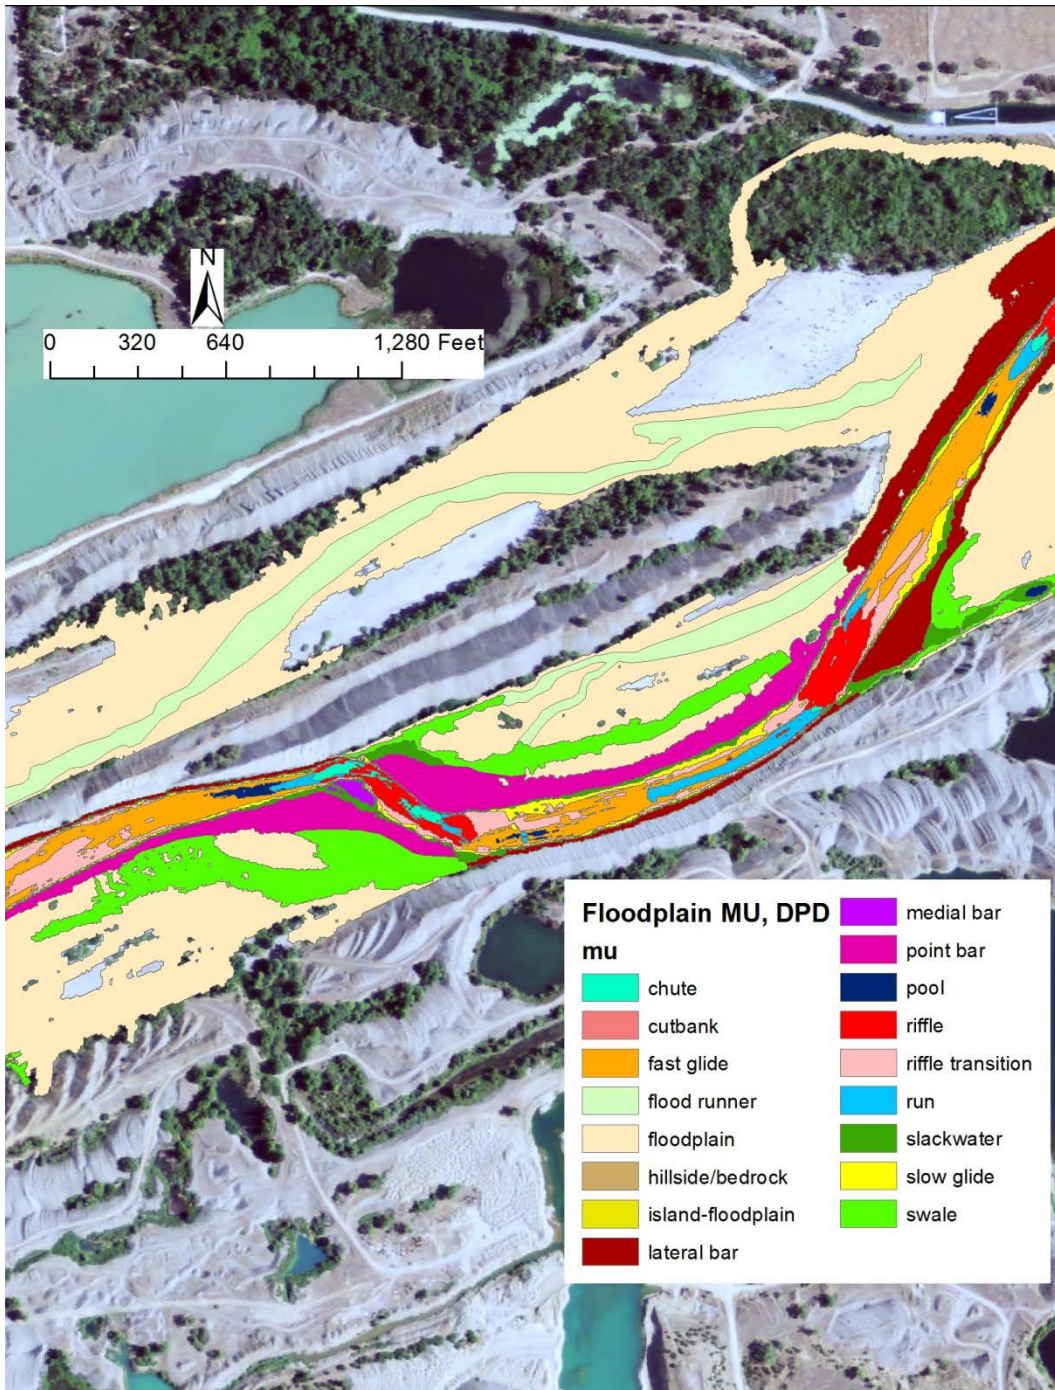 N
0 320 640 1,280 Feet
Floodplain MU, DPD
mu
chute
cutbank
fast glide
flood runner
floodplain
hillside/bedrock
island-floodplain
lateral bar
medial bar
point bar
pool
riffle
riffle transition
run
slackwater
slow glide
swale